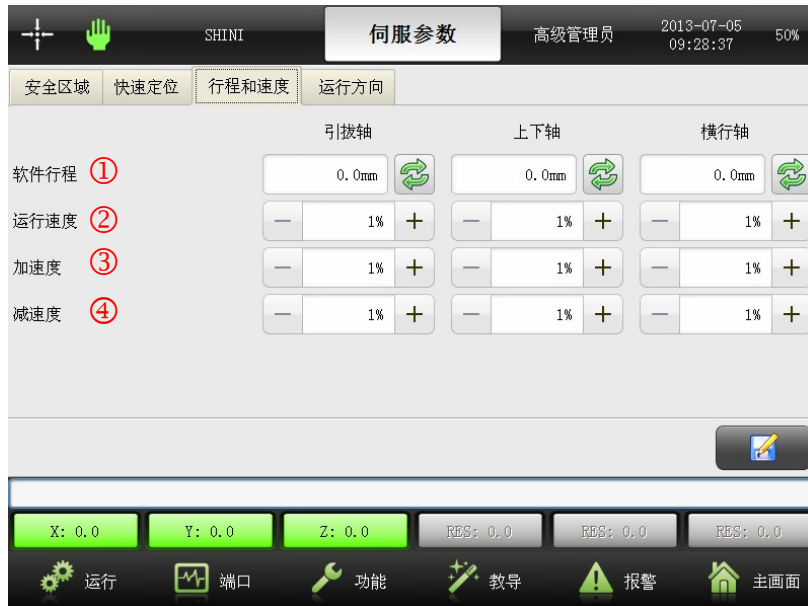 SHINI 伺服参数 高级管理员 2013-07-05 09:28:37 50%
安全区域 快速定位 行程和速度 运行方向
引拔轴 上下轴 横行轴
软件行程 ① 0.0mm 0.0mm 0.0mm
运行速度 ② － 1% + － 1% + － 1% +
加速度 ③ － 1% + － 1% + － 1% +
减速度 ④ － 1% + － 1% + － 1% +
X: 0.0 Y: 0.0 Z: 0.0 RES: 0.0 RES: 0.0 RES: 0.0
运行 端口 功能 教导 报警 主画面